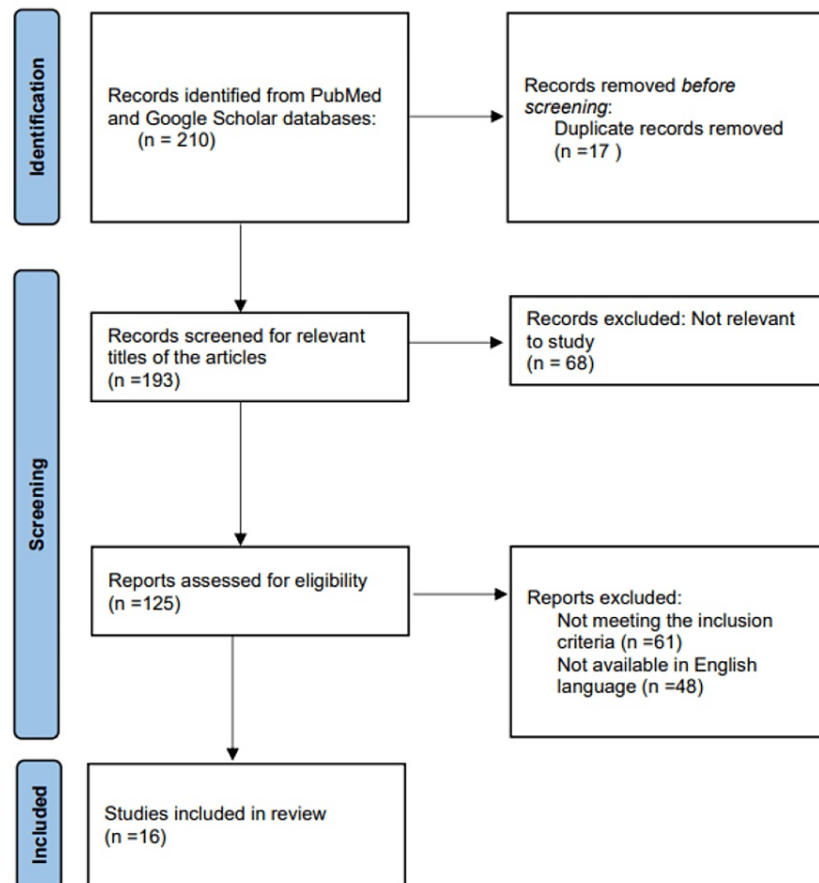 Identification
Records identified from PubMed
and Google Scholar databases:
(n = 210)
Records removed before
screening:
Duplicate records removed
(n =17 )
Screening
Records screened for relevant
titles of the articles
(n =193)
Records excluded: Not relevant
to study
(n = 68)
Reports assessed for eligibility
(n =125)
Reports excluded:
Not meeting the inclusion
criteria (n =61)
Not available in English
language (n =48)
Included
Studies included in review
(n =16)